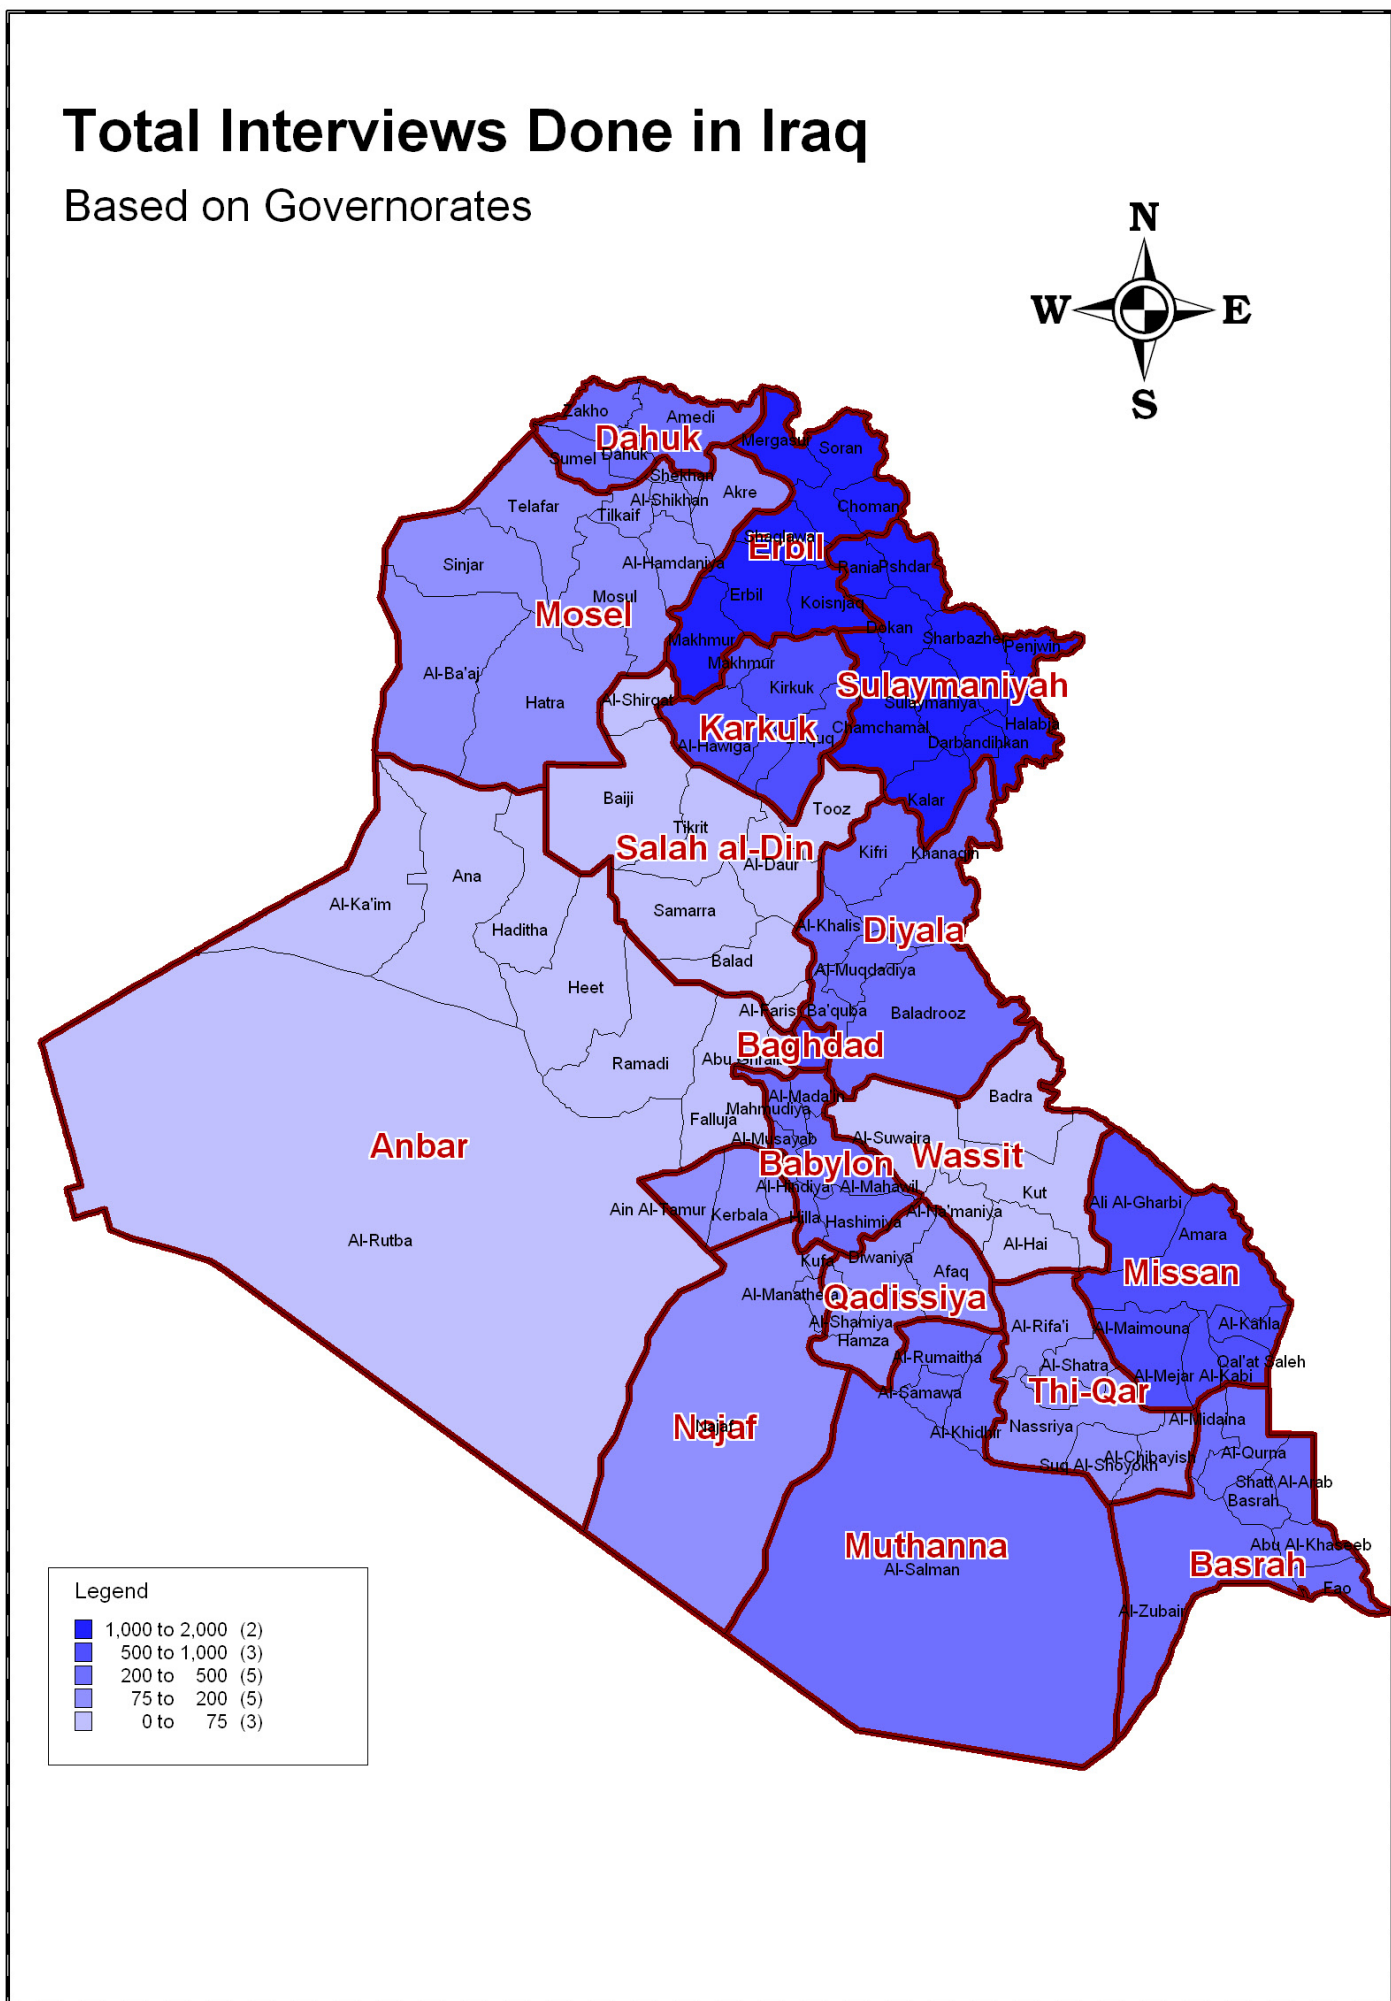 Total Interviews Done in Iraq
Based on Governorates
N
W E
S
Zakho
Amedi
Dahuk
Sumel
Dahuk
Mergasur
Soran
Shekhan
Akre
Al-Shikhan
Telafar
Tilkaif
Choman
Shaqlawa
Erbil
Sinjar
Al-Hamdaniya
Rania
Pshdar
Mosul
Erbil
Koisnjaq
Mosel
Dokan
Sharbazher
Makhmur
Penjwin
Makhmur
Al-Ba'aj
Kirkuk
Sulaymaniyah
Hatra
Al-Shirqat
Sulaymaniya
Karkuk
Chamchamal
Halabja
Al-Hawiga
Daquq
Darbandihkan
Baiji
Tooz
Kalar
Tikrit
Salah al-Din
Kifri
Khanaqin
Al-Daur
Ana
Al-Ka'im
Samarra
Haditha
Al-Khalis
Diyala
Balad
Al-Muqdadiya
Heet
Al-Faris
Ba'quba
Baladrooz
Baghdad
Abu Ghraib
Ramadi
Badra
Al-Mada'in
Mahmudiya
Falluja
Al-Musayab
Al-Suwaira
Anbar
Wassit
Babylon
Al-Hindiya
Al-Mahawil
Kut
Ali Al-Gharbi
Ain Al-Tamur
Kerbala
Hilla
Hashimiya
Al-Na'maniya
Al-Rutba
Al-Hai
Amara
Kufa
Diwaniya
Afaq
Missan
Al-Manathera
Qadissiya
Al-Shamiya
Hamza
Al-Rifa'i
Al-Maimouna
Al-Kahla
Al-Rumaitha
Al-Shatra
Qal'at Saleh
Al-Mejar Al-Kabi
Al-Samawa
Thi-Qar
Najaf
Najaf
Al-Khidhir
Nassriya
Al-Midaina
Al-Qurna
Al-Chibayish
Suq Al-Shoyokh
Shatt Al-Arab
Basrah
Muthanna
Abu Al-Khaseeb
Al-Salman
Basrah
Fao
Al-Zubair
Legend
1,000 to 2,000 (2)
500 to 1,000 (3)
200 to 500 (5)
75 to 200 (5)
0 to 75 (3)